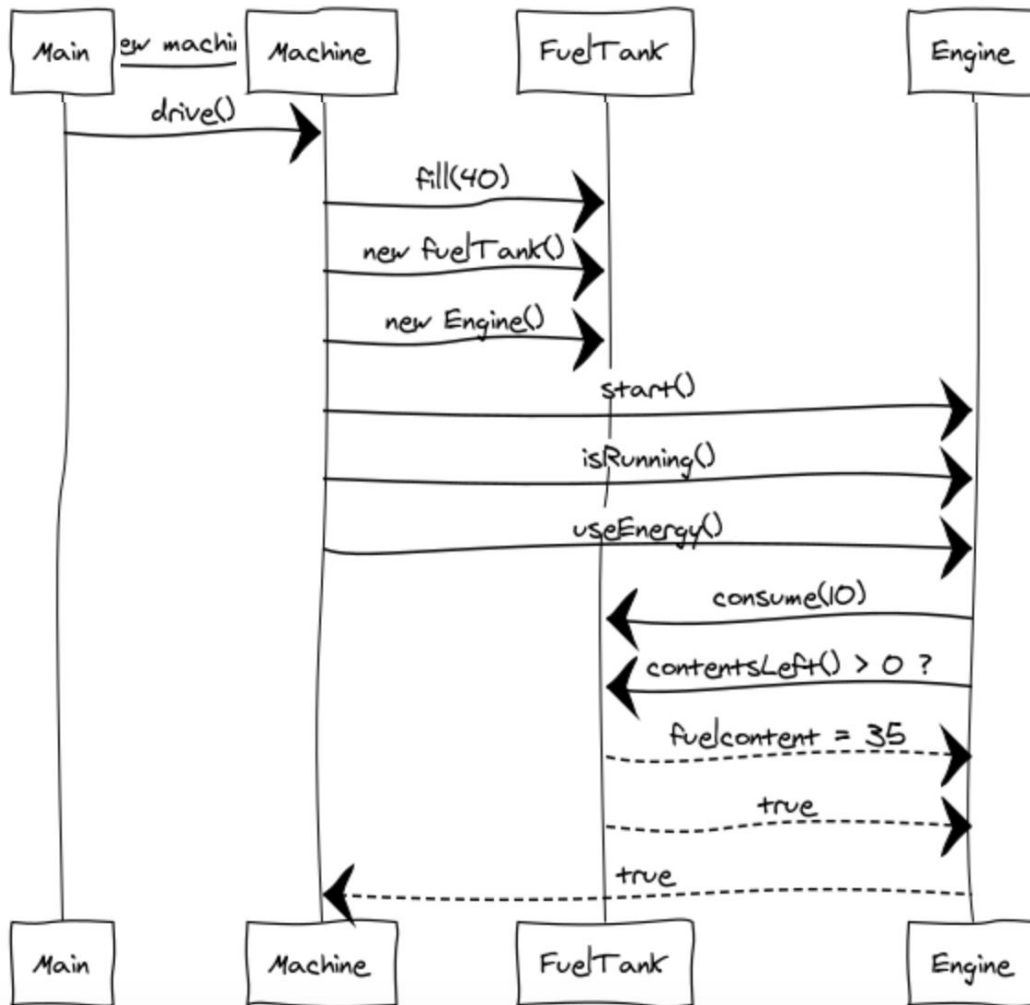 Main
ew machi
Machine
FuelTank
Engine
drive()
fill(40)
new fuelTank()
new Engine()
start()
isRunning()
useEnergy()
consume(10)
contentsLeft() > 0 ?
fuelcontent = 35
true
true
Main
Machine
FuelTank
Engine